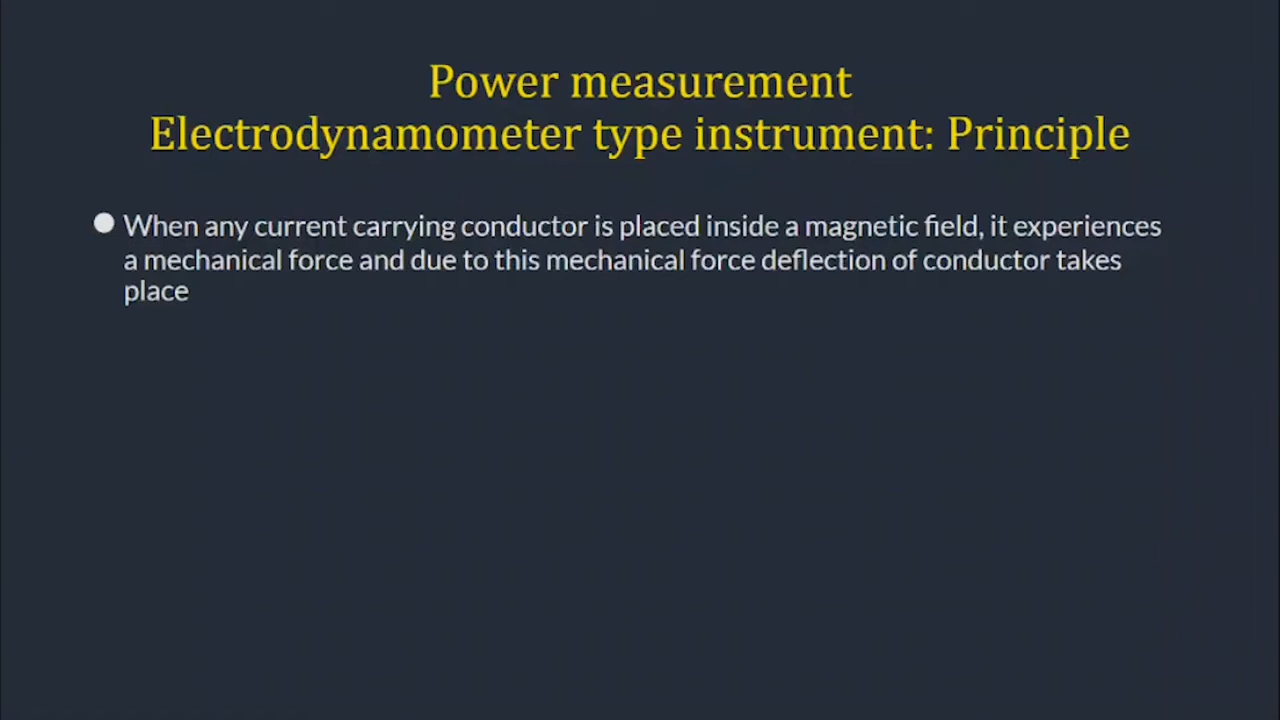 Power measurement
Electrodynamometer type instrument: Principle
When any current carrying conductor is placed inside a magnetic field, it experiences
a mechanical force and due to this mechanical force deflection of conductor takes
place